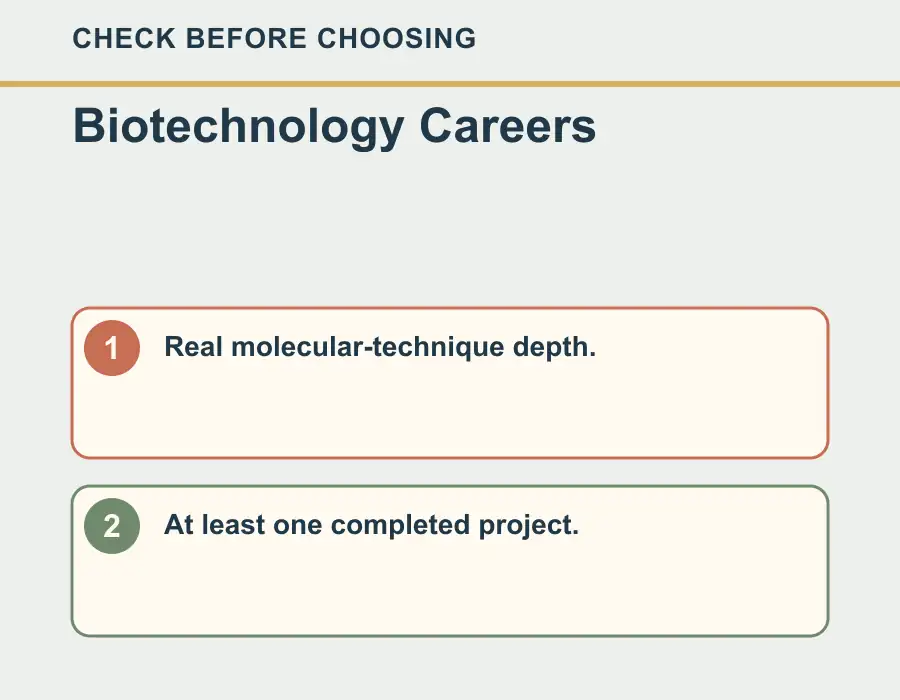 CHECK BEFORE CHOOSING
Biotechnology Careers
1 Real molecular-technique depth.
2 At least one completed project.